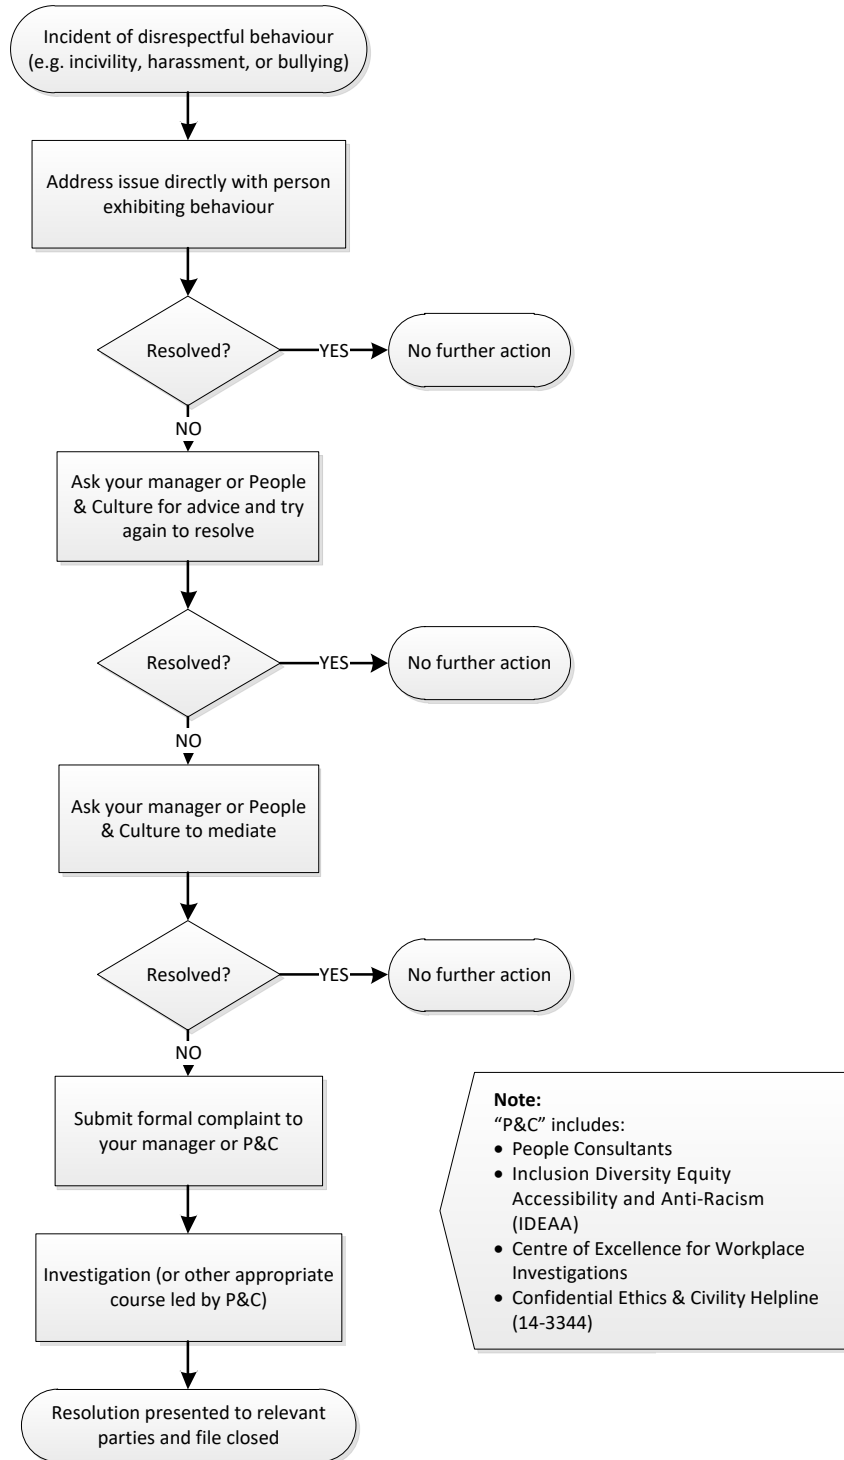 Incident of disrespectful behaviour
(e.g. incivility, harassment, or bullying)
Address issue directly with person
exhibiting behaviour
Resolved?
YES
No further action
NO
Ask your manager or People
& Culture for advice and try
again to resolve
Resolved?
YES
No further action
NO
Ask your manager or People
& Culture to mediate
Resolved?
YES
No further action
NO
Submit formal complaint to
your manager or P&C
Investigation (or other appropriate
course led by P&C)
Resolution presented to relevant
parties and file closed
Note:
“P&C” includes:
• People Consultants
• Inclusion Diversity Equity
Accessibility and Anti-Racism
(IDEAA)
• Centre of Excellence for Workplace
Investigations
• Confidential Ethics & Civility Helpline
(14-3344)